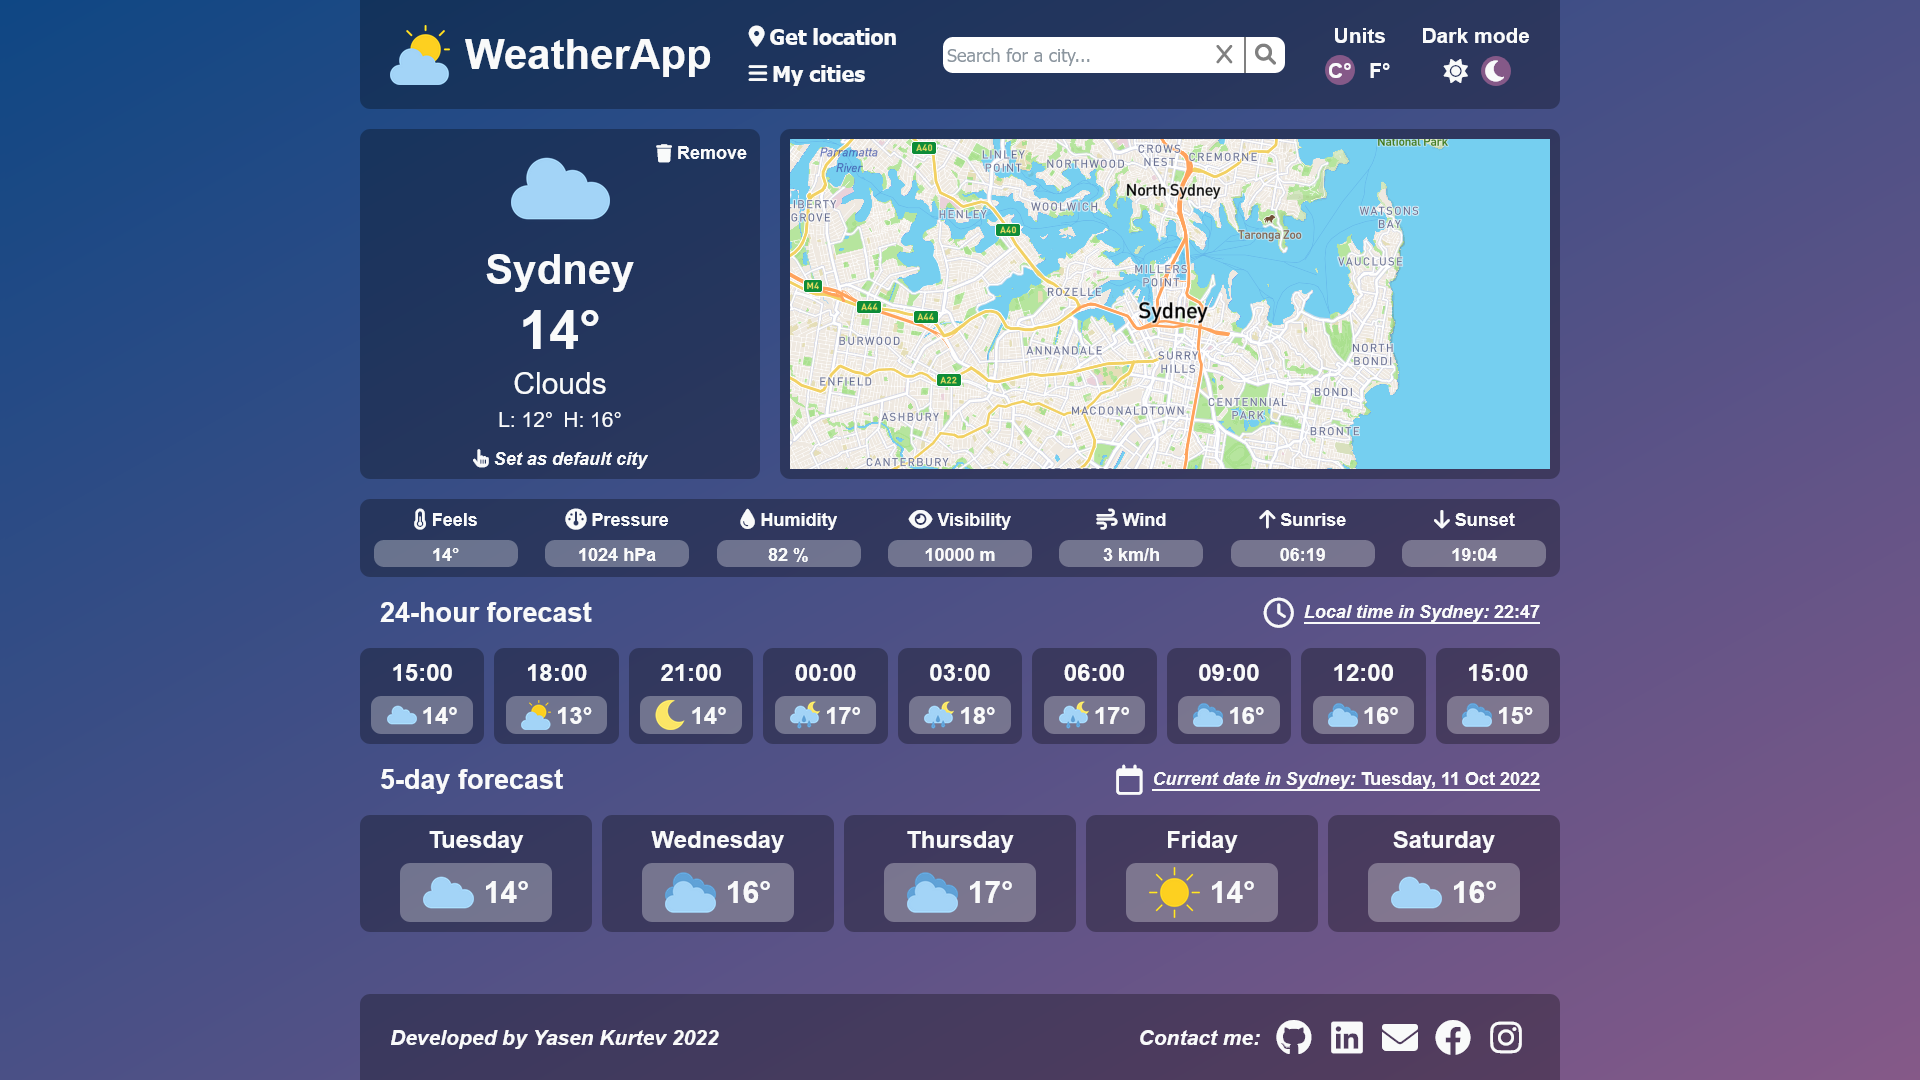 WeatherApp
Get location
My cities
Search for a city...
Units
C° F°
Dark mode
Remove
Sydney
14°
Clouds
L: 12° H: 16°
Set as default city
Parramatta
River
A40
LINLEY
POINT
NORTHWOOD
CROWS
NEST
CREMORNE
National Park
North Sydney
IBERTY
GROVE
HENLEY
WOOLWICH
A40
Taronga Zoo
WATSONS
BAY
VAUCLUSE
MILLERS
POINT
M4
A44
A44
ROZELLE
Sydney
BURWOOD
ANNANDALE
SURRY
HILLS
NORTH
BONDI
ENFIELD
A22
BONDI
ASHBURY
MACDONALDTOWN
CENTENNIAL
PARK
BRONTE
CANTERBURY
Feels
14°
Pressure
1024 hPa
Humidity
82 %
Visibility
10000 m
Wind
3 km/h
Sunrise
06:19
Sunset
19:04
24-hour forecast
Local time in Sydney: 22:47
15:00
14°
18:00
13°
21:00
14°
00:00
17°
03:00
18°
06:00
17°
09:00
16°
12:00
16°
15:00
15°
5-day forecast
Current date in Sydney: Tuesday, 11 Oct 2022
Tuesday
14°
Wednesday
16°
Thursday
17°
Friday
14°
Saturday
16°
Developed by Yasen Kurtev 2022
Contact me: